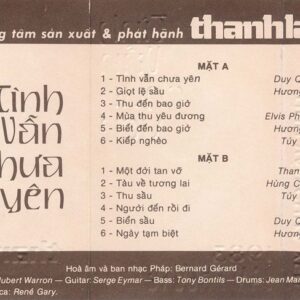 g tâm sản xuất & phát hành thanhla
Tình
Vẫn
hưa
yên
MẶT A
1 - Tình vẫn chưa yên Duy Q
2 - Giọt lệ sầu Hương
3 - Thu đến bao giờ
4 - Mùa thu yêu đương Elvis Ph
5 - Biết đến bao giờ Hương
6 - Kiếp nghèo Túy
MẶT B
1 - Một đời tan vỡ Than
2 - Tàu về tương lai Hùng C
3 - Thu sầu Túy
4 - Người đến rồi đi
5 - Biển sầu Duy Q
6 - Ngày tạm biệt Hương
Hoà âm và ban nhạc Pháp: Bernard Gérard
Hubert Warron — Guitar: Serge Eymar — Bass: Tony Bontils — Drums: Jean Ma
ca: René Gary.